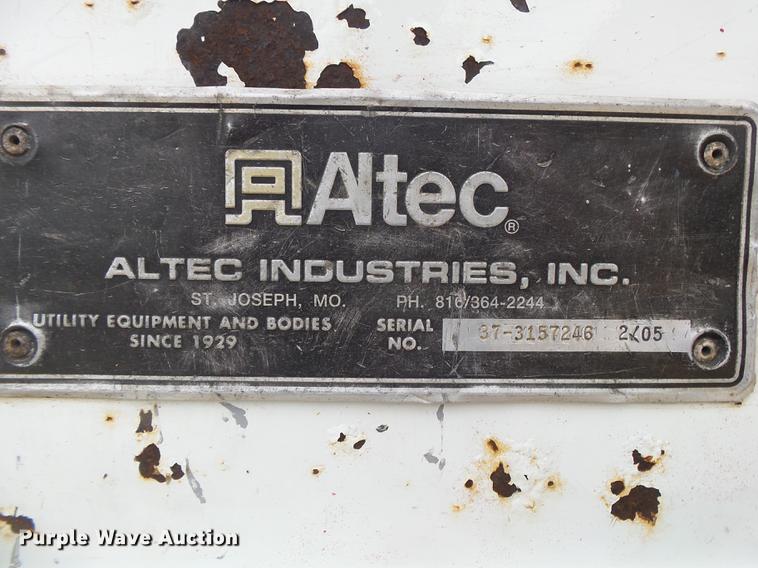 Altec®
ALTEC INDUSTRIES, INC.
ST. JOSEPH, MO. PH. 816/364-2244
UTILITY EQUIPMENT AND BODIES
SINCE 1929
SERIAL NO. 37-3157246 2/05
Purple Wave Auction